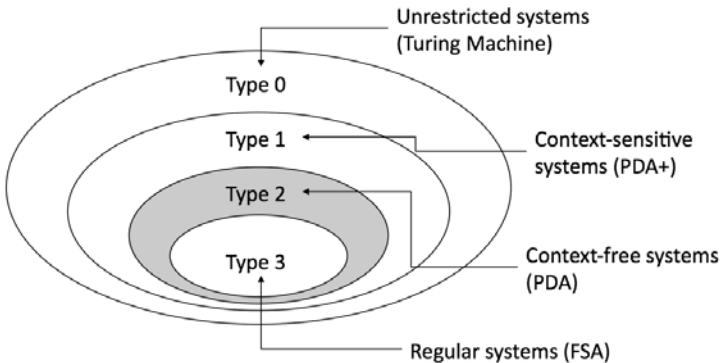 Unrestricted systems
(Turing Machine)
Type 0
Type 1
Context-sensitive
systems (PDA+)
Type 2
Context-free systems
(PDA)
Type 3
Regular systems (FSA)